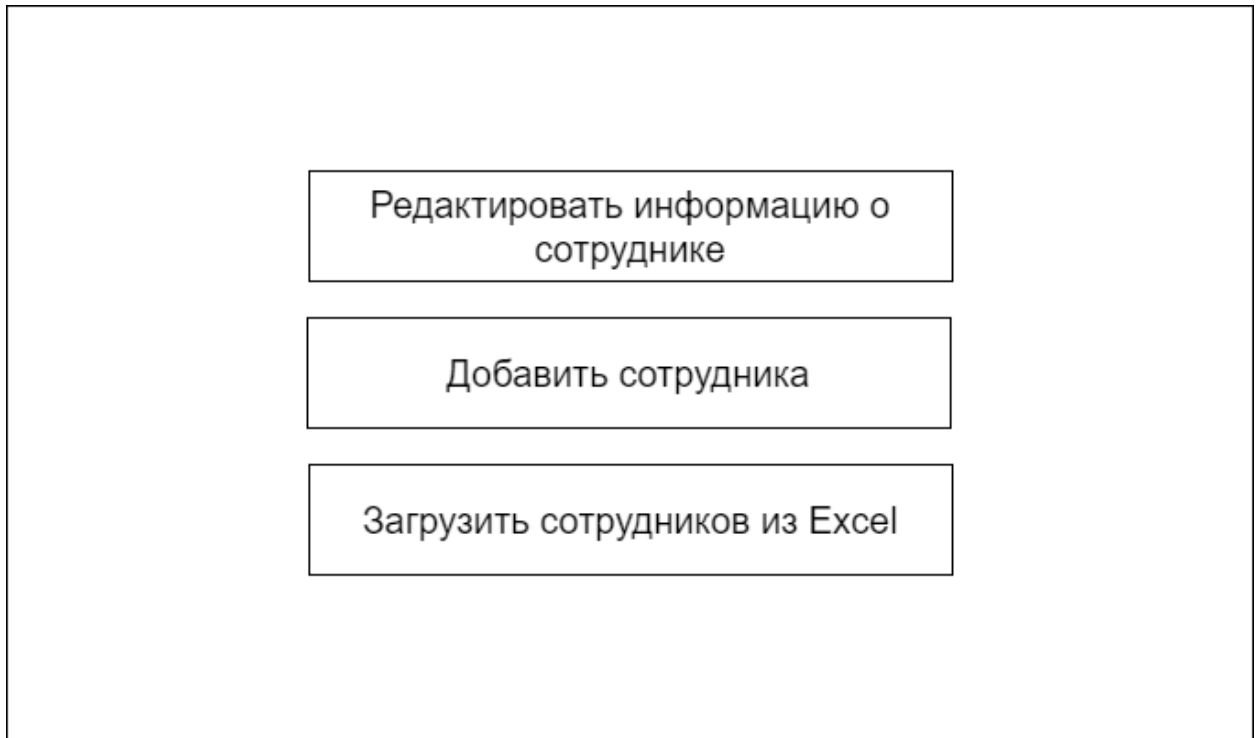 Редактировать информацию о
сотруднике
Добавить сотрудника
Загрузить сотрудников из Excel